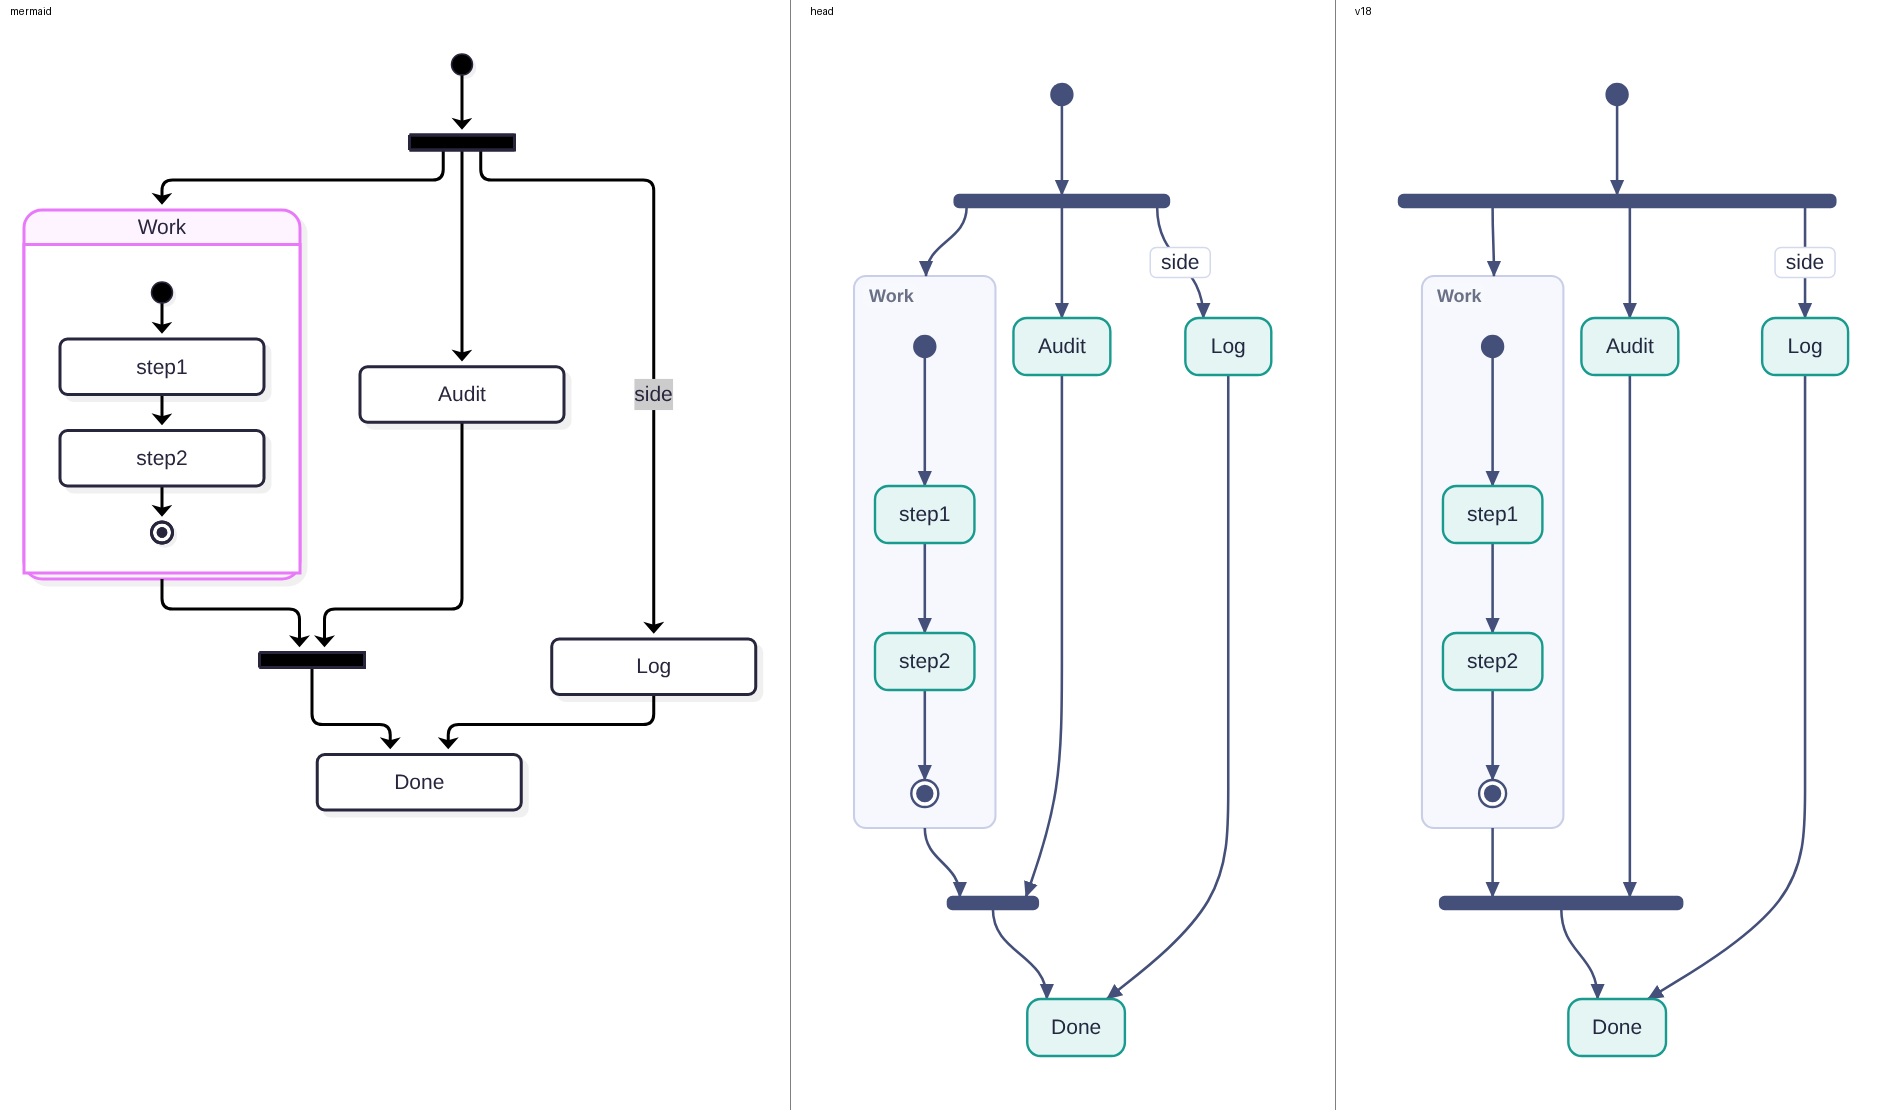 mermaid
Work
step1
step2
Audit
side
Log
Done
head
side
Work
Audit
Log
step1
step2
Done
v18
side
Work
Audit
Log
step1
step2
Done